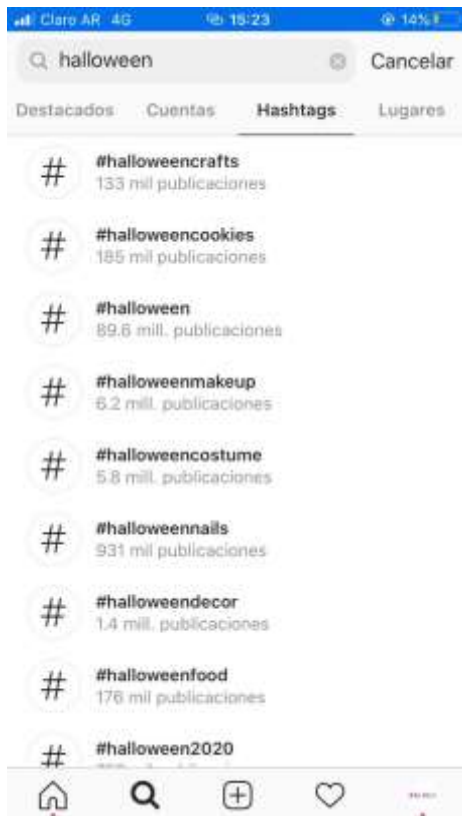 Claro AR 4G 15:23 14%
halloween Cancelar
Destacados Cuentas Hashtags Lugares
#halloweencrafts
133 mil publicaciones
#halloweencookies
185 mil publicaciones
#halloween
89.6 mill. publicaciones
#halloweenmakeup
6.2 mill. publicaciones
#halloweencostume
5.8 mill. publicaciones
#halloweennails
931 mil publicaciones
#halloweendecor
1.4 mill. publicaciones
#halloweenfood
176 mil publicaciones
#halloween2020